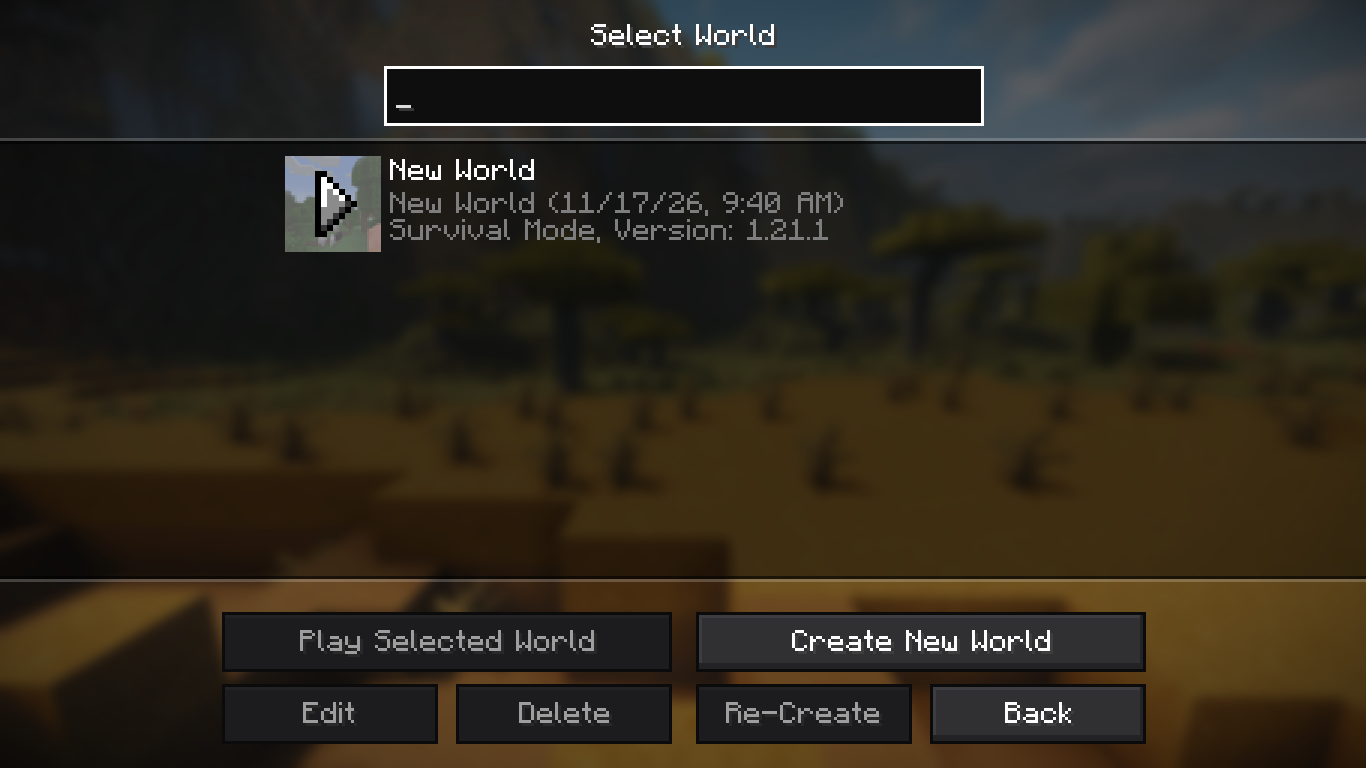 Select World
_
New World
New World (11/17/26, 9:40 AM)
Survival Mode, Version: 1.21.1
Play Selected World
Create New World
Edit
Delete
Re-Create
Back